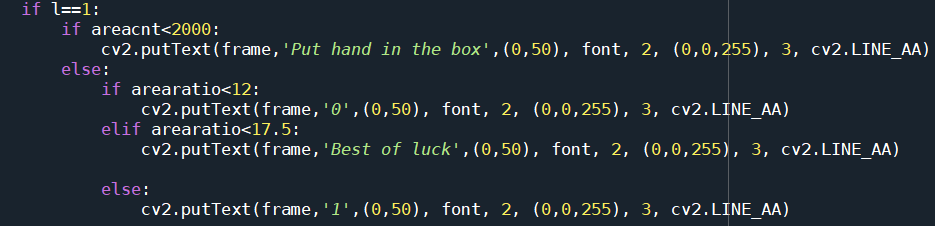 if l==1:
    if areacnt<2000:
        cv2.putText(frame,'Put hand in the box',(0,50), font, 2, (0,0,255), 3, cv2.LINE_AA)
    else:
        if arearatio<12:
            cv2.putText(frame,'0',(0,50), font, 2, (0,0,255), 3, cv2.LINE_AA)
        elif arearatio<17.5:
            cv2.putText(frame,'Best of luck',(0,50), font, 2, (0,0,255), 3, cv2.LINE_AA)
        else:
            cv2.putText(frame,'1',(0,50), font, 2, (0,0,255), 3, cv2.LINE_AA)